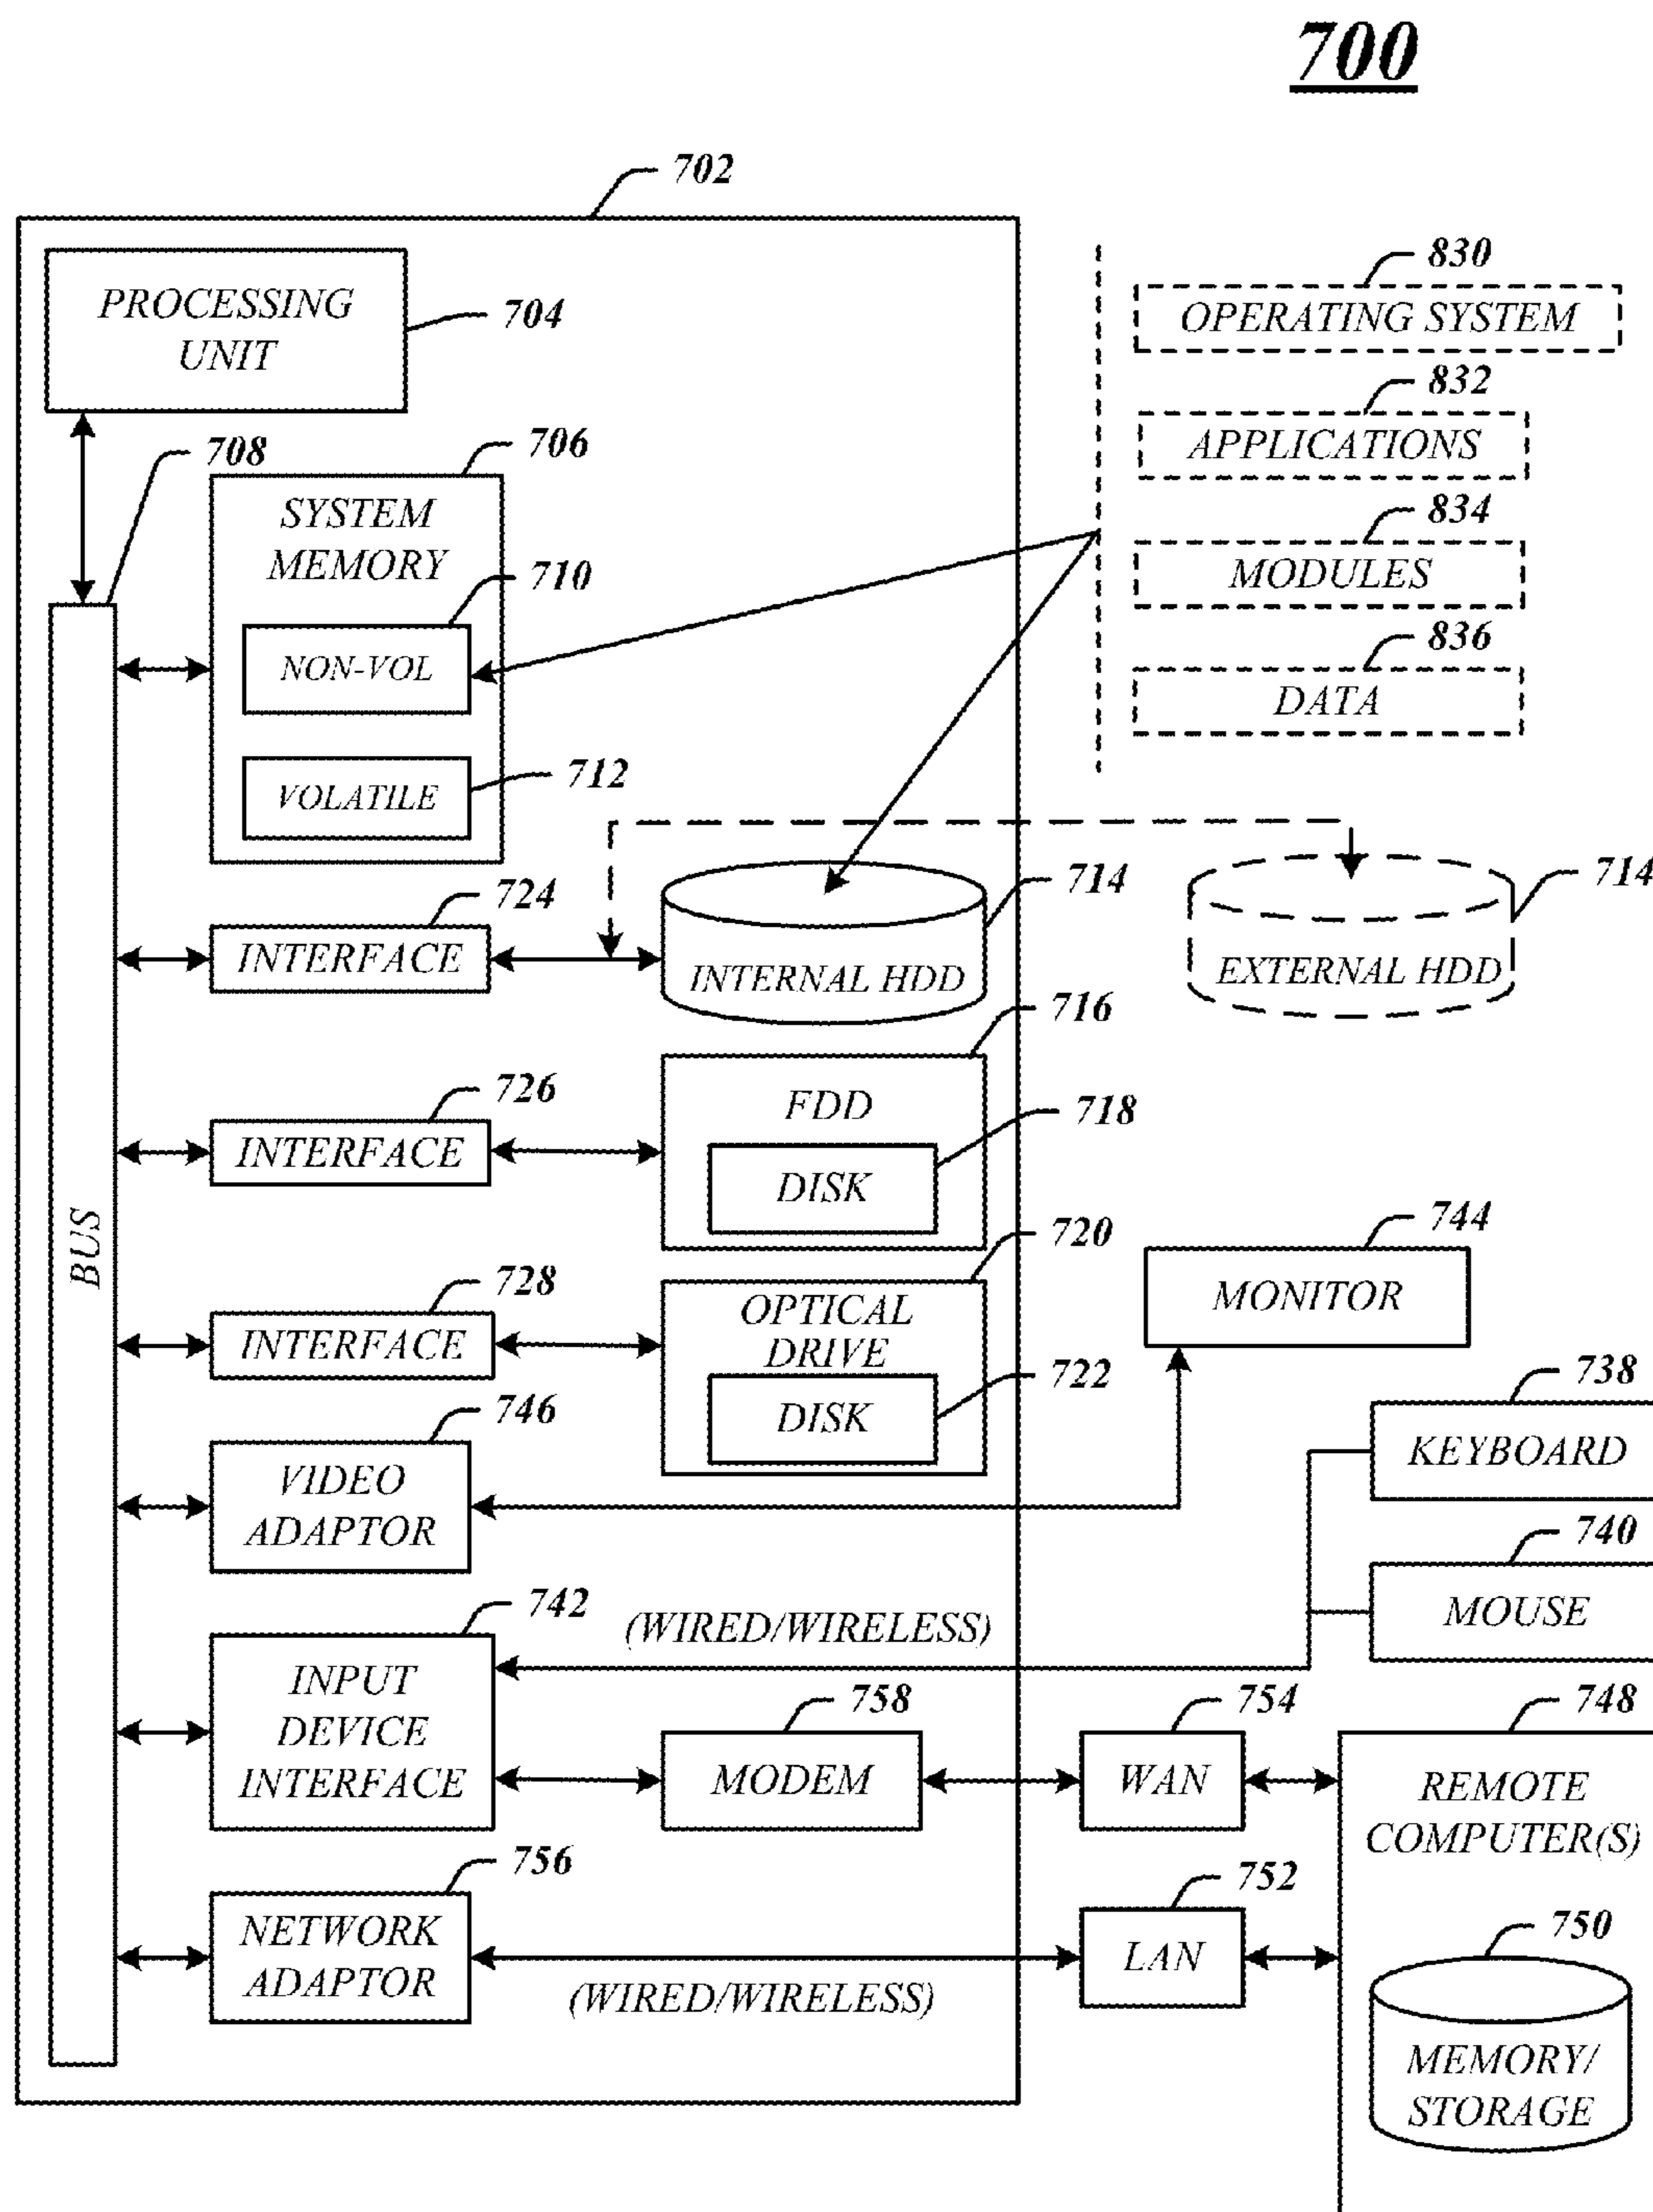 700
702
PROCESSING
UNIT
704
830
OPERATING SYSTEM
832
APPLICATIONS
834
MODULES
836
DATA
708
706
SYSTEM
MEMORY
710
NON-VOL
712
VOLATILE
724
INTERFACE
714
INTERNAL HDD
714
EXTERNAL HDD
716
FDD
726
INTERFACE
718
DISK
BUS
720
OPTICAL
DRIVE
728
INTERFACE
722
DISK
744
MONITOR
738
KEYBOARD
746
VIDEO
ADAPTOR
740
MOUSE
742
INPUT
DEVICE
INTERFACE
(WIRED/WIRELESS)
758
MODEM
754
WAN
748
REMOTE
COMPUTER(S)
756
NETWORK
ADAPTOR
(WIRED/WIRELESS)
752
LAN
750
MEMORY/
STORAGE